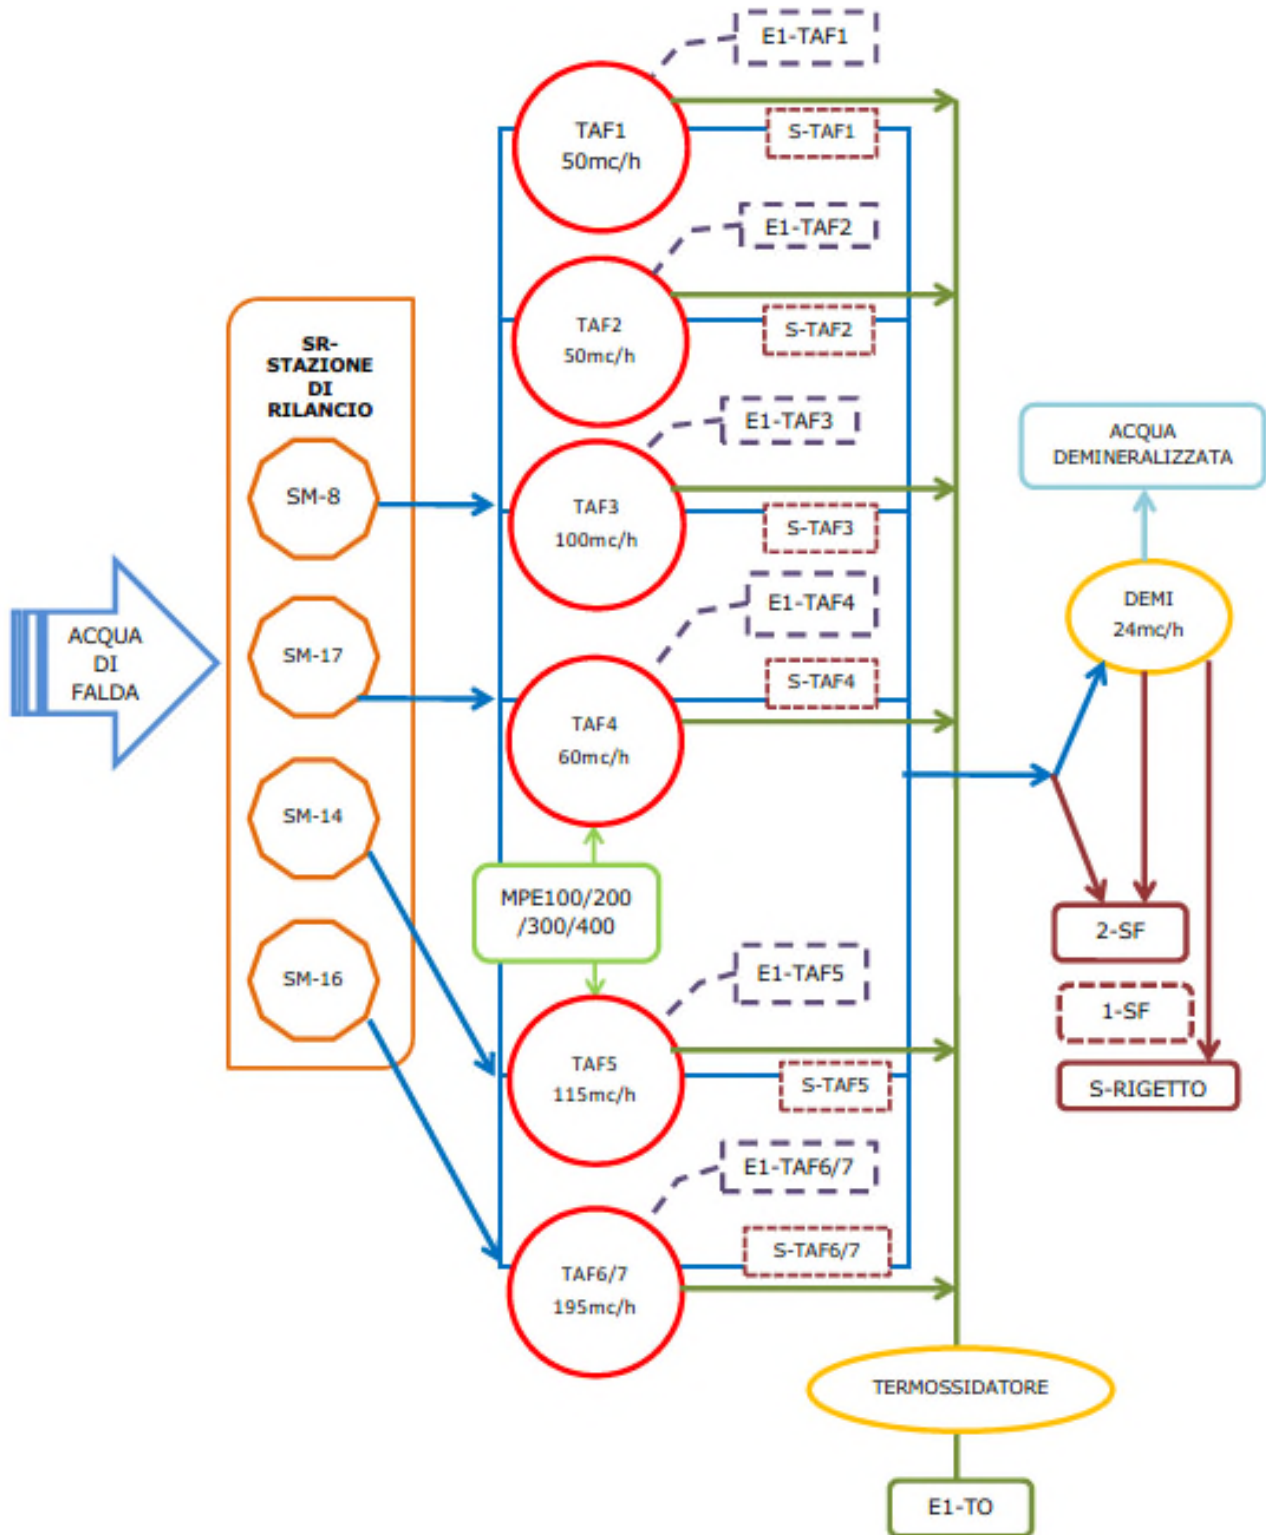 E1-TAF1
TAF1
50mc/h
S-TAF1
E1-TAF2
TAF2
50mc/h
S-TAF2
SR-
STAZIONE
DI
RILANCIO
E1-TAF3
TAF3
100mc/h
S-TAF3
SM-8
ACQUA
DEMINERALIZZATA
E1-TAF4
S-TAF4
TAF4
60mc/h
DEMI
24mc/h
ACQUA
DI
FALDA
SM-17
SM-14
MPE100/200
/300/400
2-SF
SM-16
E1-TAF5
1-SF
TAF5
115mc/h
S-TAF5
S-RIGETTO
E1-TAF6/7
S-TAF6/7
TAF6/7
195mc/h
TERMOSSIDATORE
E1-TO